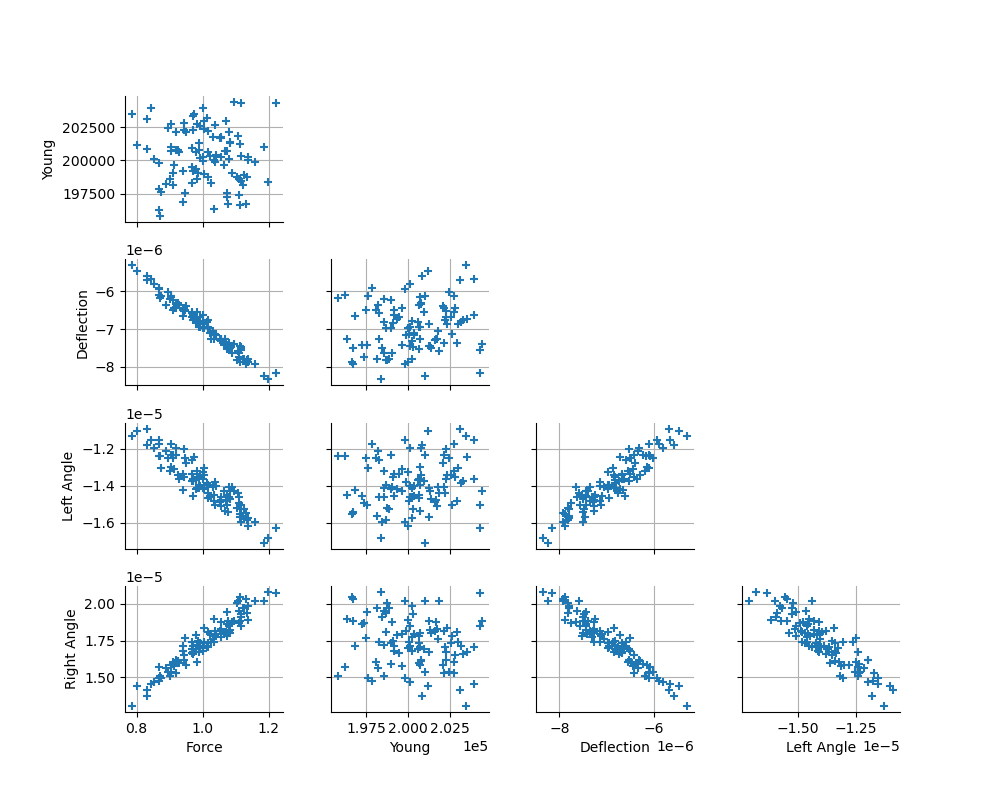 Young
202500
200000
197500
1e−6
Deflection
−6
−7
−8
1e−5
Left Angle
−1.2
−1.4
−1.6
1e−5
Right Angle
2.00
1.75
1.50
0.8 1.0 1.2
Force
1.975 2.000 2.025
Young 1e5
−8 −6
Deflection 1e−6
−1.50 −1.25
Left Angle 1e−5